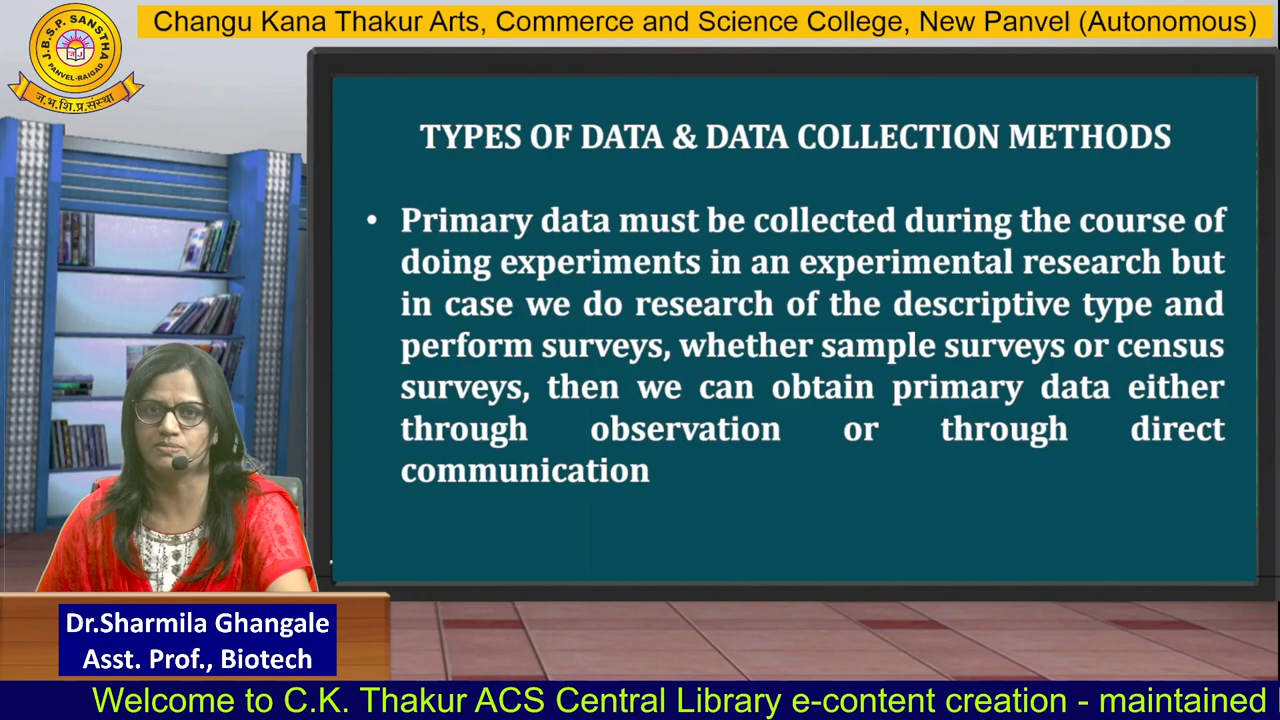 Changu Kana Thakur Arts, Commerce and Science College, New Panvel (Autonomous)
J.B.S.P. SANSTHA
PANVEL-RAIGAD
ज.भ.शि.प्र.संस्था
TYPES OF DATA & DATA COLLECTION METHODS
• Primary data must be collected during the course of
doing experiments in an experimental research but
in case we do research of the descriptive type and
perform surveys, whether sample surveys or census
surveys, then we can obtain primary data either
through observation or through direct
communication
Dr.Sharmila Ghangale
Asst. Prof., Biotech
Welcome to C.K. Thakur ACS Central Library e-content creation - maintained